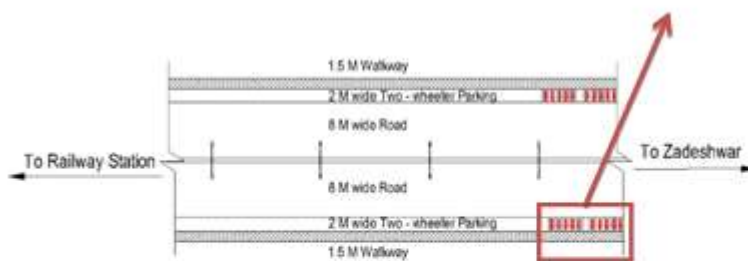 1.5 M Walkway
2 M wide Two - wheeler Parking
8 M wide Road
To Railway Station
To Zadeshwar
8 M wide Road
2 M wide Two - wheeler Parking
1.5 M Walkway